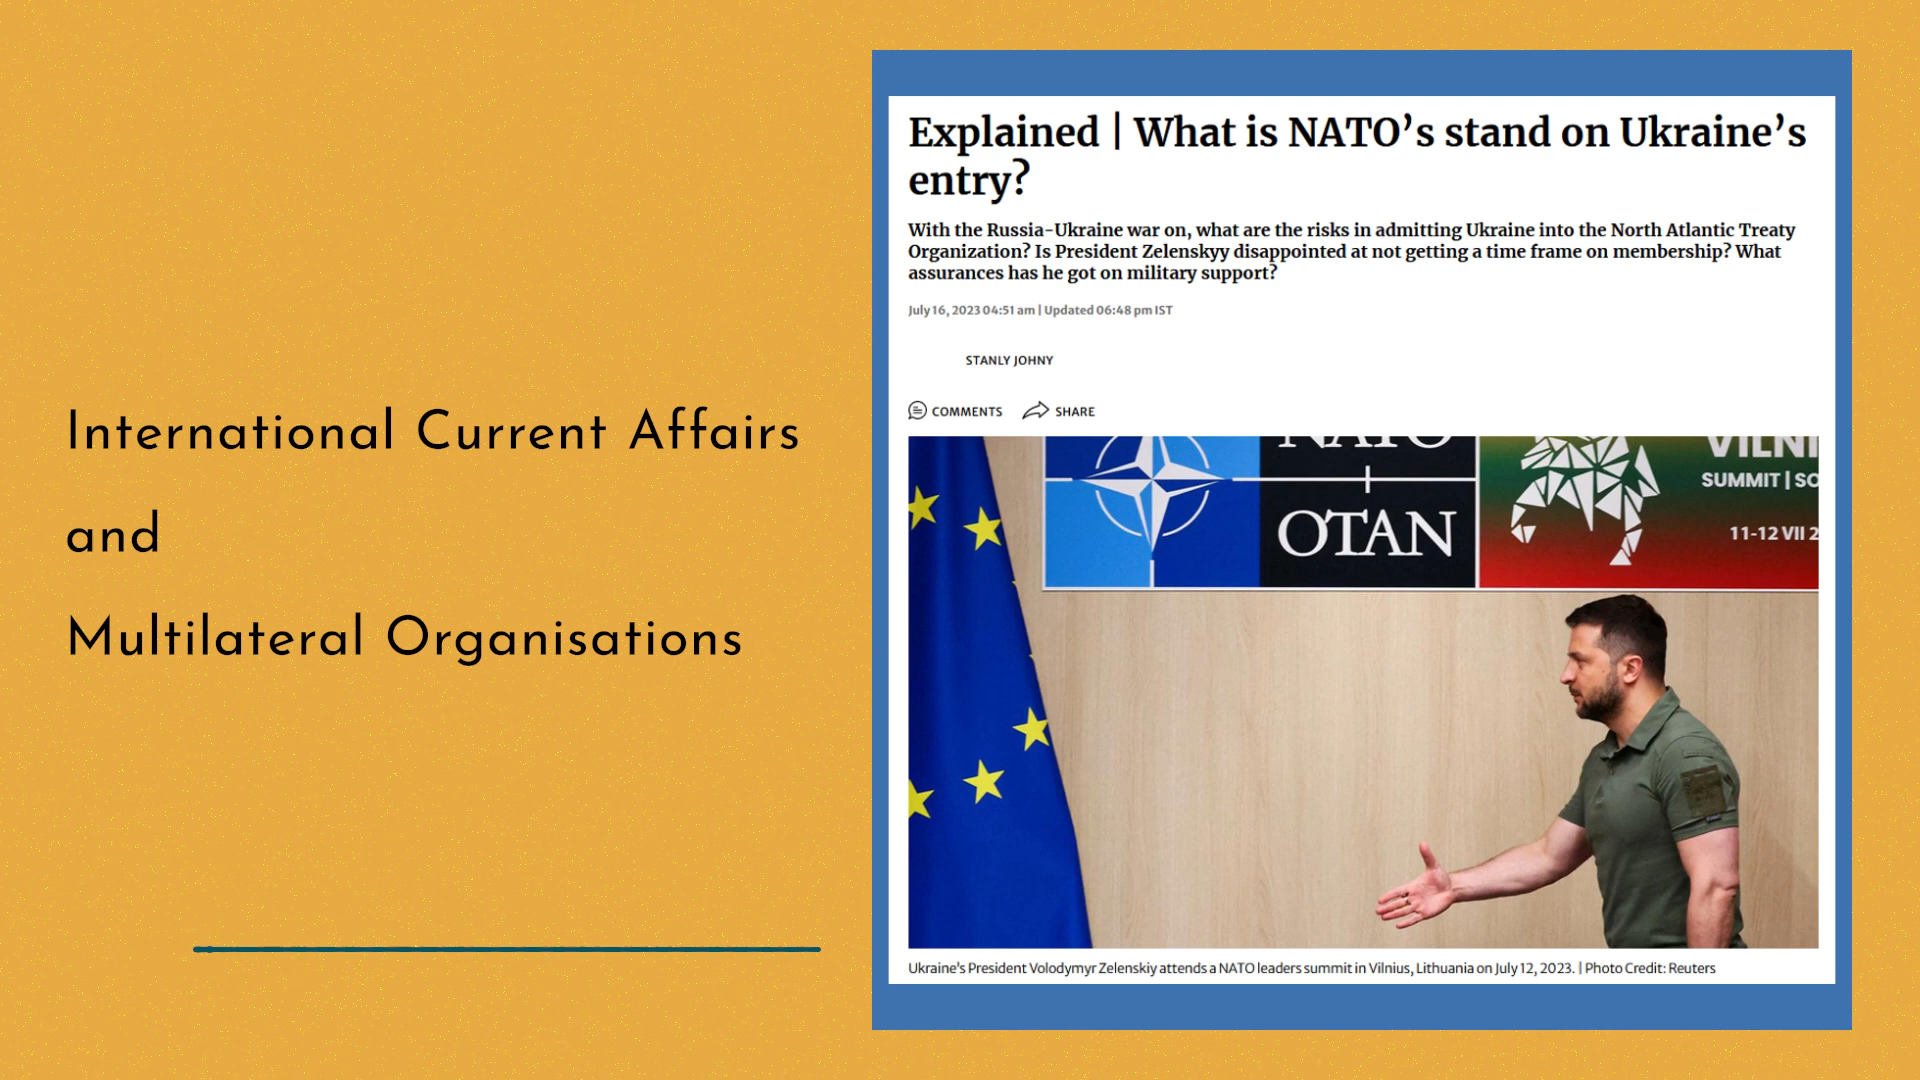 International Current Affairs
and
Multilateral Organisations
Explained | What is NATO’s stand on Ukraine’s
entry?
With the Russia-Ukraine war on, what are the risks in admitting Ukraine into the North Atlantic Treaty
Organization? Is President Zelenskyy disappointed at not getting a time frame on membership? What
assurances has he got on military support?
July 16, 2023 04:51 am | Updated 06:48 pm IST
STANLY JOHNY
COMMENTS SHARE
NATO
OTAN
VILNI
SUMMIT | SO
11-12 VII 2
Ukraine’s President Volodymyr Zelenskiy attends a NATO leaders summit in Vilnius, Lithuania on July 12, 2023. | Photo Credit: Reuters